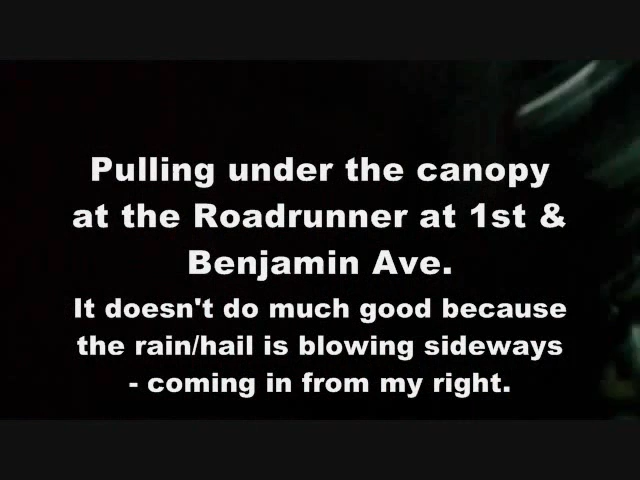 Pulling under the canopy
at the Roadrunner at 1st &
Benjamin Ave.
It doesn't do much good because
the rain/hail is blowing sideways
- coming in from my right.